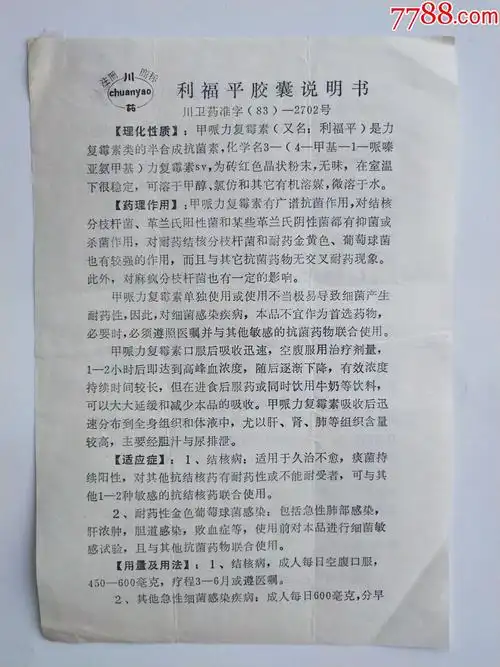 7788.com
注册 川 商标
chuanyao
药
利福平胶囊说明书
川卫药准字(83)—2702号
【理化性质】：甲哌力复霉素（又名：利福平）是力
复霉素类的半合成抗菌素，化学名3—(4—甲基—1—哌嗪
亚氨甲基)力复霉素sv，为砖红色晶状粉末，无味，在室温
下很稳定，可溶于甲醇、氯仿和其它有机溶媒，微溶于水。
【药理作用】：甲哌力复霉素有广谱抗菌作用，对结核
分枝杆菌、革兰氏阳性菌和某些革兰氏阴性菌都有抑菌或
杀菌作用，对耐药结核分枝杆菌和耐药金黄色、葡萄球菌
也有较强的作用，而且与其它抗菌药物无交叉耐药现象。
此外，对麻疯分枝杆菌也有一定的影响。
甲哌力复霉素单独使用或使用不当极易导致细菌产生
耐药性，因此，对细菌感染疾病，本品不宜作为首选药物，
必要时，必须遵照医嘱并与其他敏感的抗菌药物联合使用。
甲哌力复霉素口服后吸收迅速，空腹服用治疗剂量，
1—2小时后即达到高峰血浓度，随后逐渐下降，有效浓度
持续时间较长，但在进食后服药或同时饮用牛奶等饮料，
可以大大延缓和减少本品的吸收。甲哌力复霉素吸收后迅
速分布到全身组织和体液中，尤以肝、肾、肺等组织含量
较高，主要经胆汁与尿排泄。
【适应症】：1、结核病：适用于久治不愈，痰菌持
续阳性，对其他抗结核药有耐药性或不能耐受者，可与其
他1—2种敏感的抗结核药联合使用。
2、耐药性金色葡萄球菌感染：包括急性肺部感染，
肝浓肿，胆道感染，败血症等，使用前对本品进行细菌敏
感试验，且与其他抗菌药物联合使用。
【用量及用法】：1、结核病，成人每日空腹口服，
450—600毫克，疗程3—6月或遵医嘱。
2、其他急性细菌感染疾病：成人每日600毫克，分早